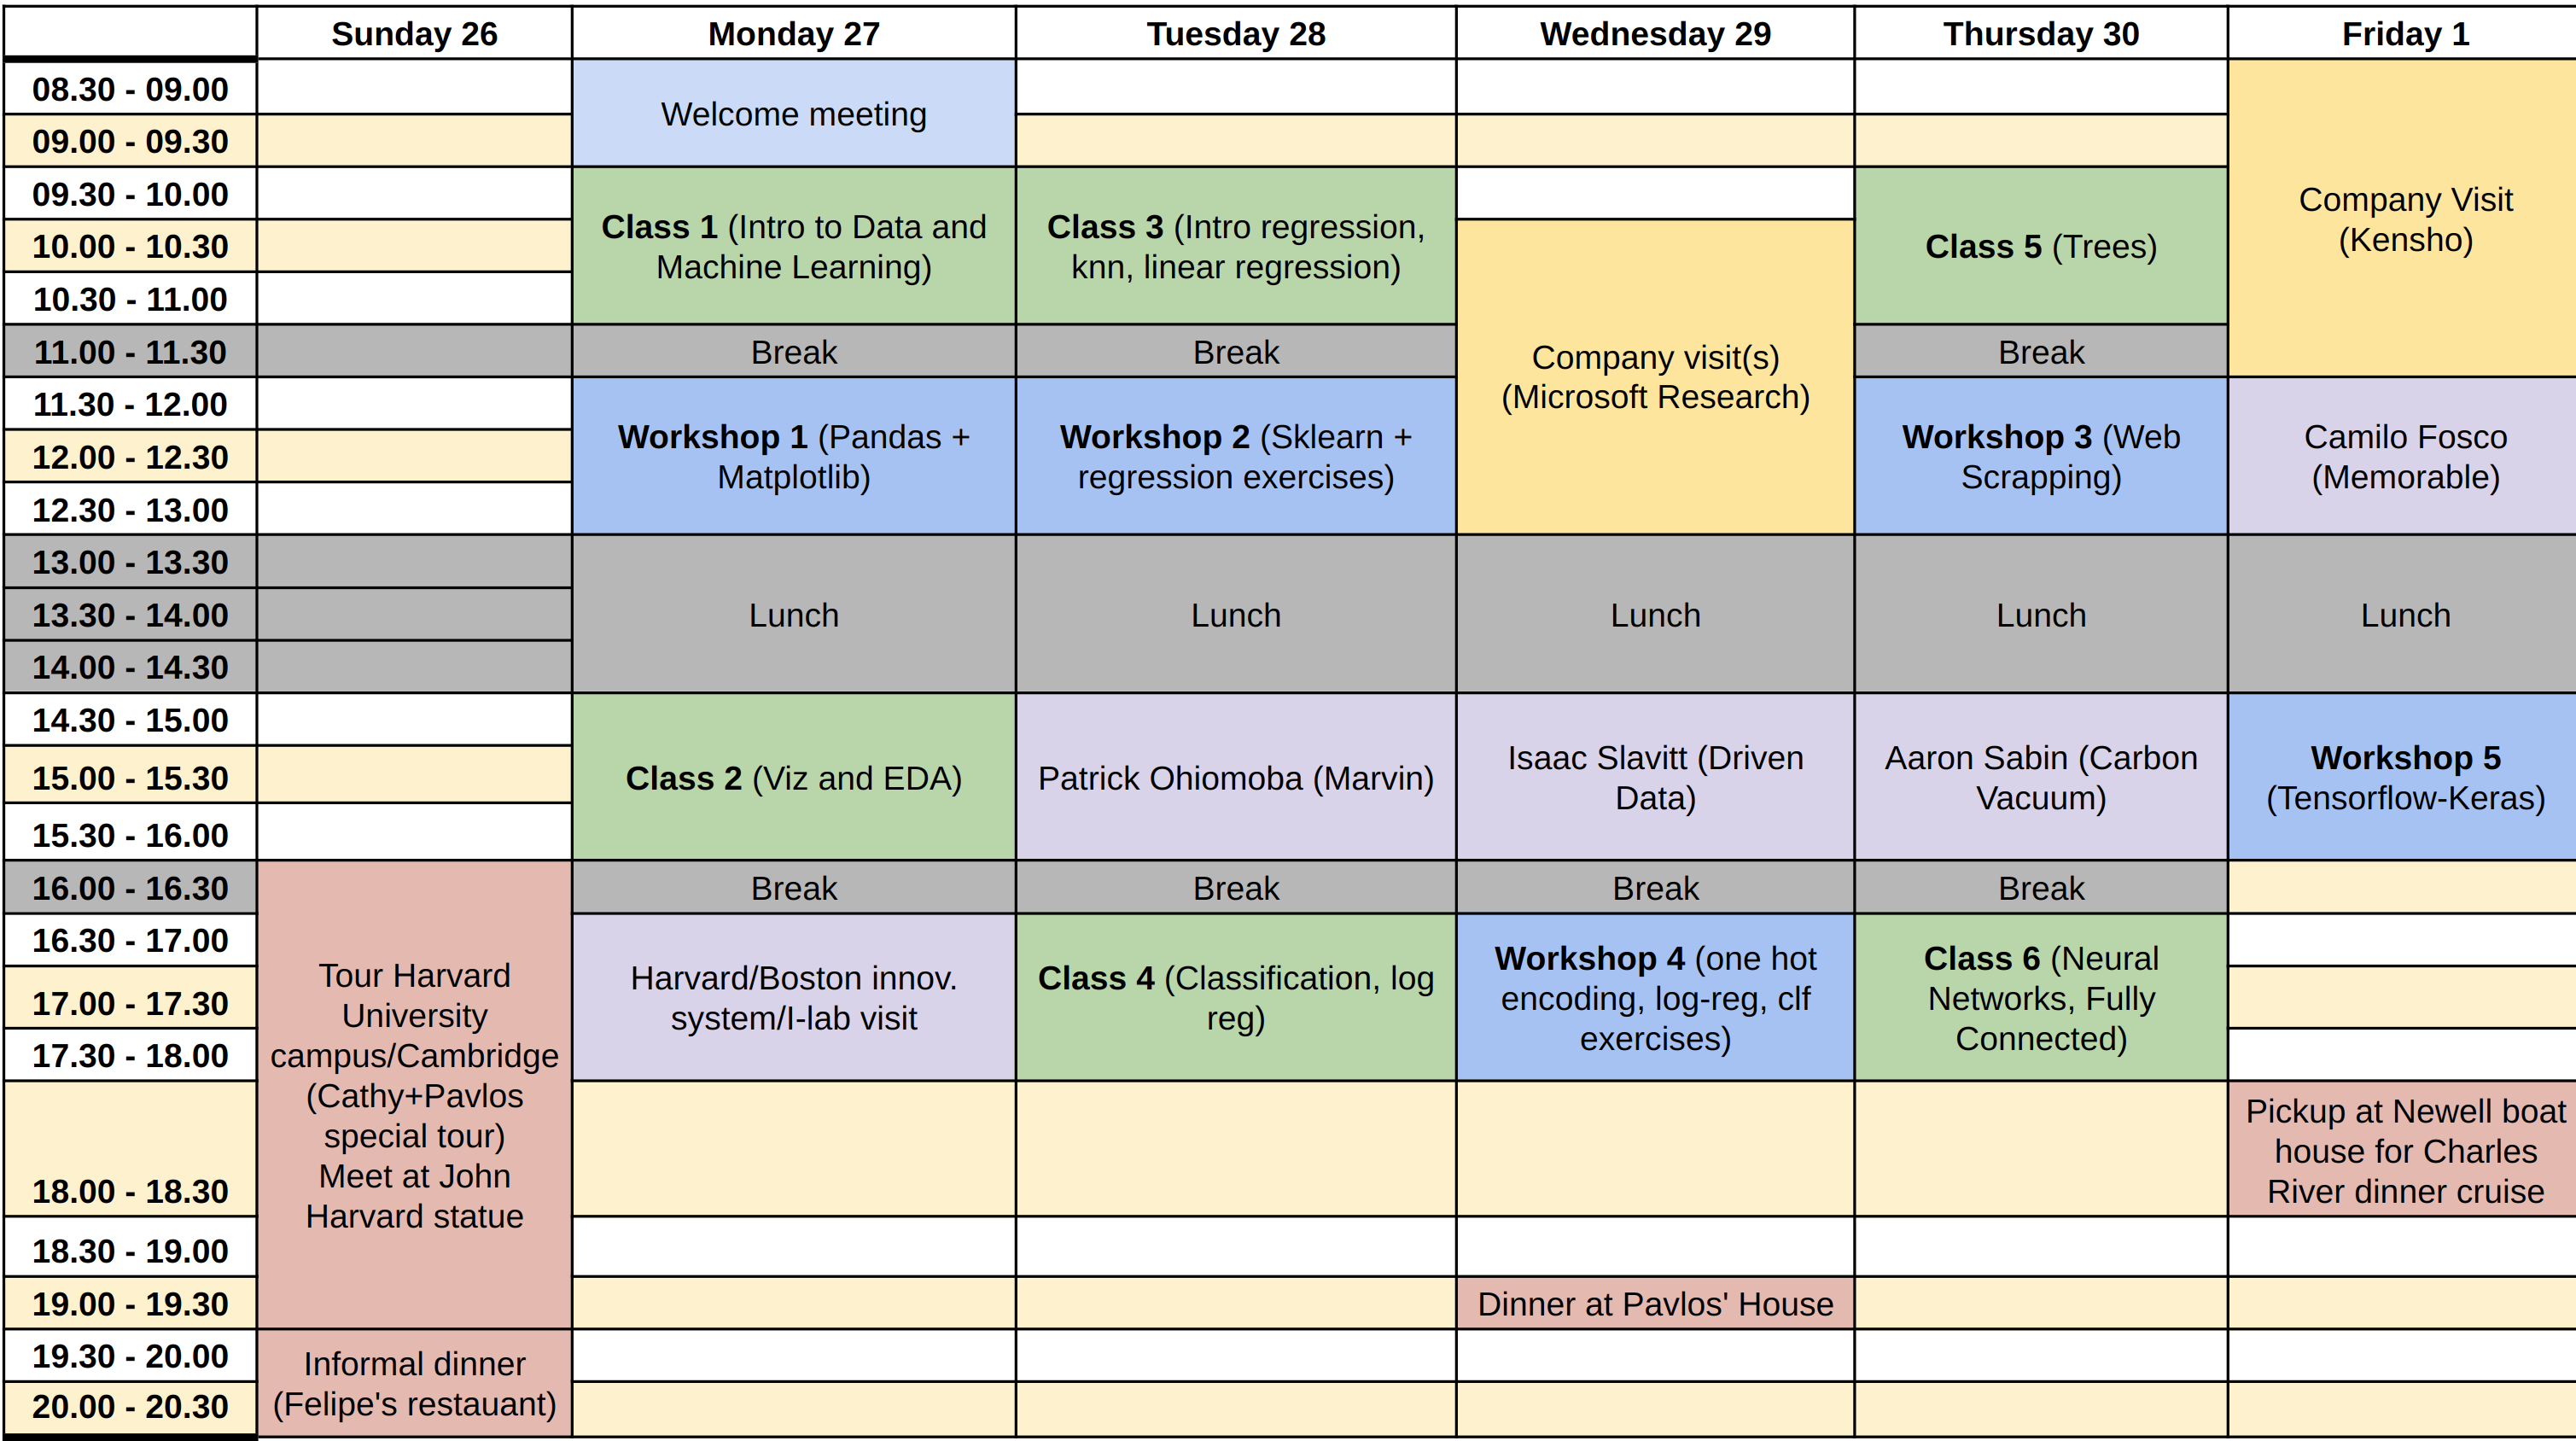 Sunday 26
Monday 27
Tuesday 28
Wednesday 29
Thursday 30
Friday 1
08.30 - 09.00
Welcome meeting
Company Visit
(Kensho)
09.00 - 09.30
09.30 - 10.00
Class 1 (Intro to Data and
Machine Learning)
Class 3 (Intro regression,
knn, linear regression)
Class 5 (Trees)
10.00 - 10.30
Company visit(s)
(Microsoft Research)
10.30 - 11.00
11.00 - 11.30
Break
Break
Break
11.30 - 12.00
Workshop 1 (Pandas +
Matplotlib)
Workshop 2 (Sklearn +
regression exercises)
Workshop 3 (Web
Scrapping)
Camilo Fosco
(Memorable)
12.00 - 12.30
12.30 - 13.00
13.00 - 13.30
Lunch
Lunch
Lunch
Lunch
Lunch
13.30 - 14.00
14.00 - 14.30
14.30 - 15.00
Class 2 (Viz and EDA)
Patrick Ohiomoba (Marvin)
Isaac Slavitt (Driven
Data)
Aaron Sabin (Carbon
Vacuum)
Workshop 5
(Tensorflow-Keras)
15.00 - 15.30
15.30 - 16.00
16.00 - 16.30
Tour Harvard
University
campus/Cambridge
(Cathy+Pavlos
special tour)
Meet at John
Harvard statue
Break
Break
Break
Break
16.30 - 17.00
Harvard/Boston innov.
system/I-lab visit
Class 4 (Classification, log
reg)
Workshop 4 (one hot
encoding, log-reg, clf
exercises)
Class 6 (Neural
Networks, Fully
Connected)
17.00 - 17.30
17.30 - 18.00
18.00 - 18.30
Pickup at Newell boat
house for Charles
River dinner cruise
18.30 - 19.00
19.00 - 19.30
Dinner at Pavlos' House
19.30 - 20.00
Informal dinner
(Felipe's restauant)
20.00 - 20.30